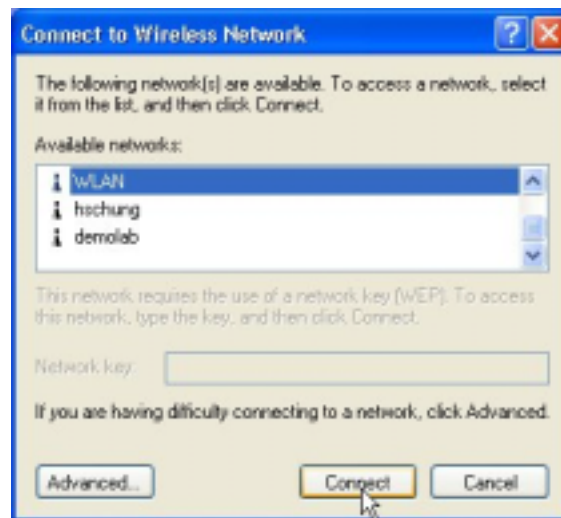 Connect to Wireless Network
The following network(s) are available. To access a network, select
it from the list, and then click Connect.
Available networks:
WLAN
hschung
demolab
This network requires the use of a network key (WEP). To access
this network, type the key, and then click Connect.
Network key:
If you are having difficulty connecting to a network, click Advanced.
Advanced... Connect Cancel